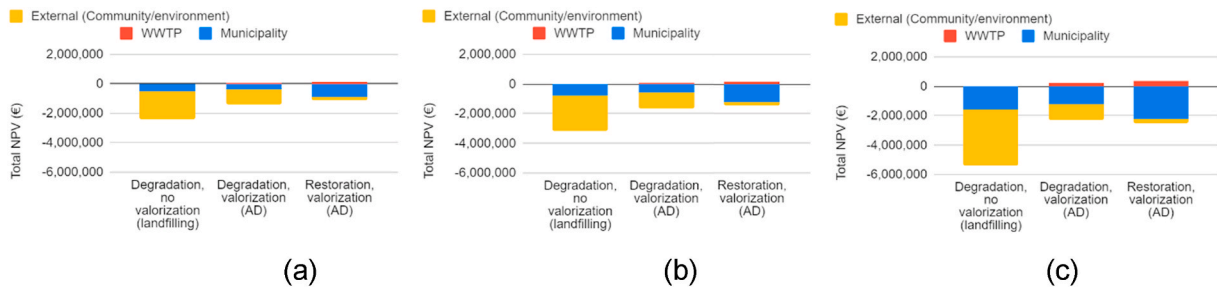 External (Community/environment)
WWTP Municipality
Total NPV (€)
2,000,000
0
-2,000,000
-4,000,000
-6,000,000
Degradation,
no
valorization
(landfilling)
Degradation,
valorization
(AD)
Restoration,
valorization
(AD)
(a)
External (Community/environment)
WWTP Municipality
Total NPV (€)
2,000,000
0
-2,000,000
-4,000,000
-6,000,000
Degradation,
no
valorization
(landfilling)
Degradation,
valorization
(AD)
Restoration,
valorization
(AD)
(b)
External (Community/environment)
WWTP Municipality
Total NPV (€)
2,000,000
0
-2,000,000
-4,000,000
-6,000,000
Degradation,
no
valorization
(landfilling)
Degradation,
valorization
(AD)
Restoration,
valorization
(AD)
(c)